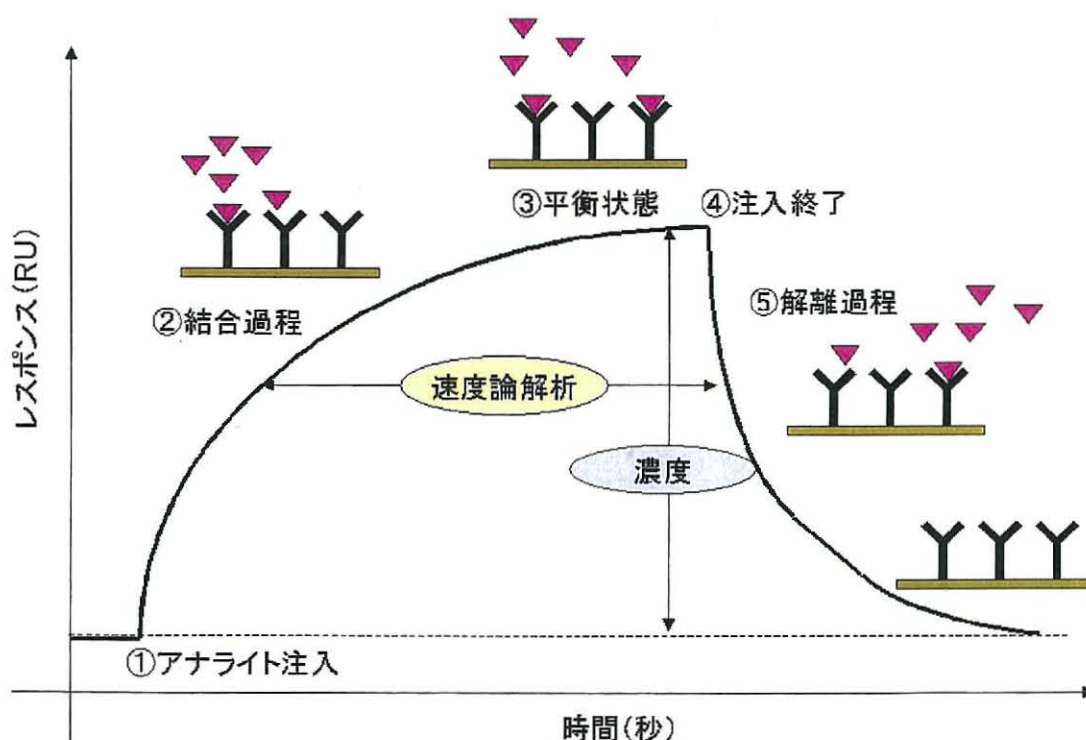 ③平衡状態
④注入終了
②結合過程
⑤解離過程
レスポンス(RU)
速度論解析
濃度
①アナライト注入
時間(秒)